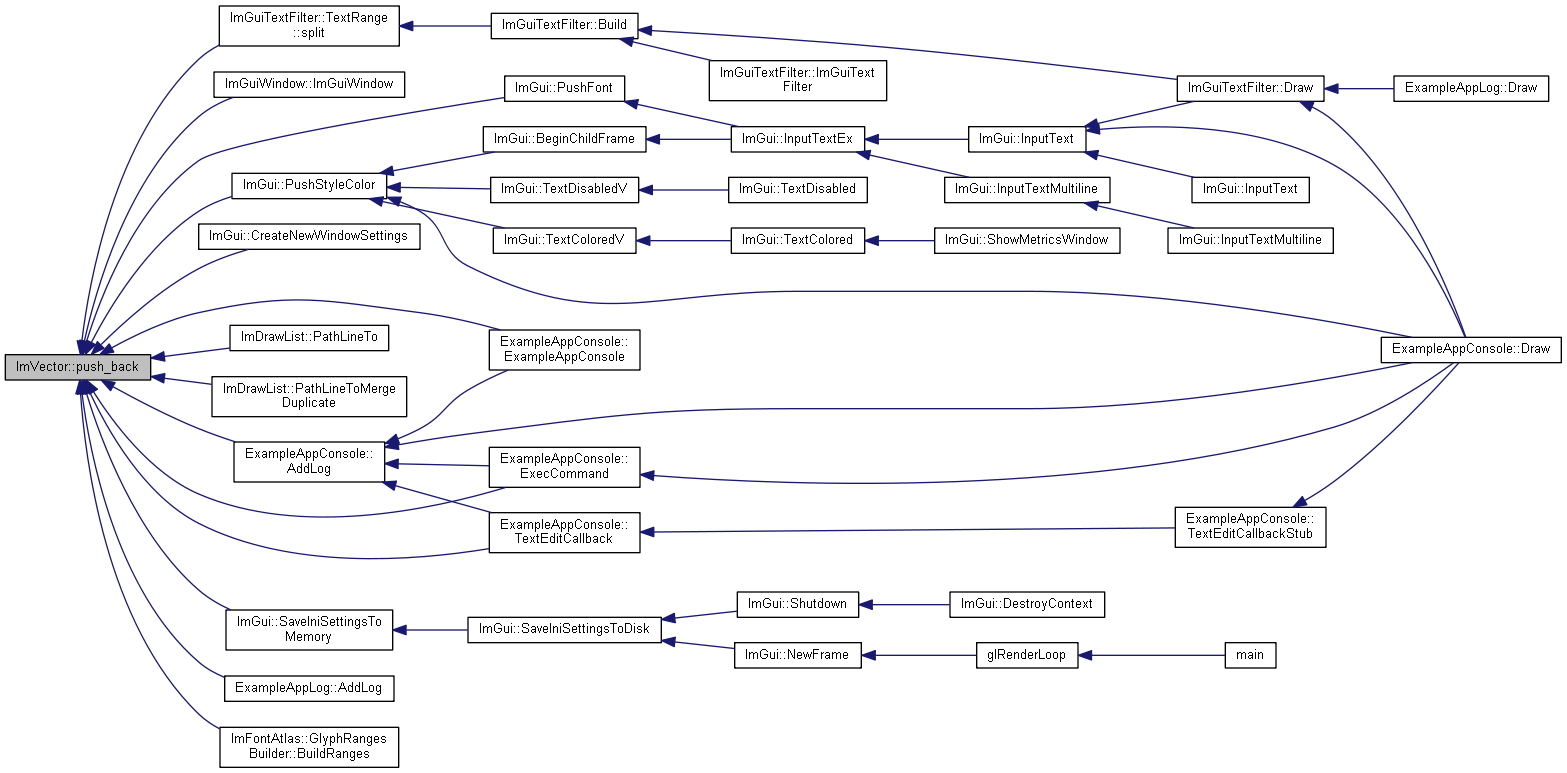 ImGuiTextFilter::TextRange
::split
ImGuiTextFilter::Build
ImGuiTextFilter::ImGuiText
Filter
ImGuiTextFilter::Draw
ExampleAppLog::Draw
ImGuiWindow::ImGuiWindow
ImGui::PushFont
ImGui::BeginChildFrame
ImGui::InputTextEx
ImGui::InputText
ImGui::PushStyleColor
ImGui::TextDisabledV
ImGui::TextDisabled
ImGui::InputTextMultiline
ImGui::InputText
ImGui::CreateNewWindowSettings
ImGui::TextColoredV
ImGui::TextColored
ImGui::ShowMetricsWindow
ImGui::InputTextMultiline
ImDrawList::PathLineTo
ExampleAppConsole::
ExampleAppConsole
ExampleAppConsole::Draw
ImVector::push_back
ImDrawList::PathLineToMerge
Duplicate
ExampleAppConsole::
AddLog
ExampleAppConsole::
ExecCommand
ExampleAppConsole::
TextEditCallback
ExampleAppConsole::
TextEditCallbackStub
ImGui::SaveIniSettingsTo
Memory
ImGui::SaveIniSettingsToDisk
ImGui::Shutdown
ImGui::DestroyContext
ImGui::NewFrame
glRenderLoop
main
ExampleAppLog::AddLog
ImFontAtlas::GlyphRanges
Builder::BuildRanges